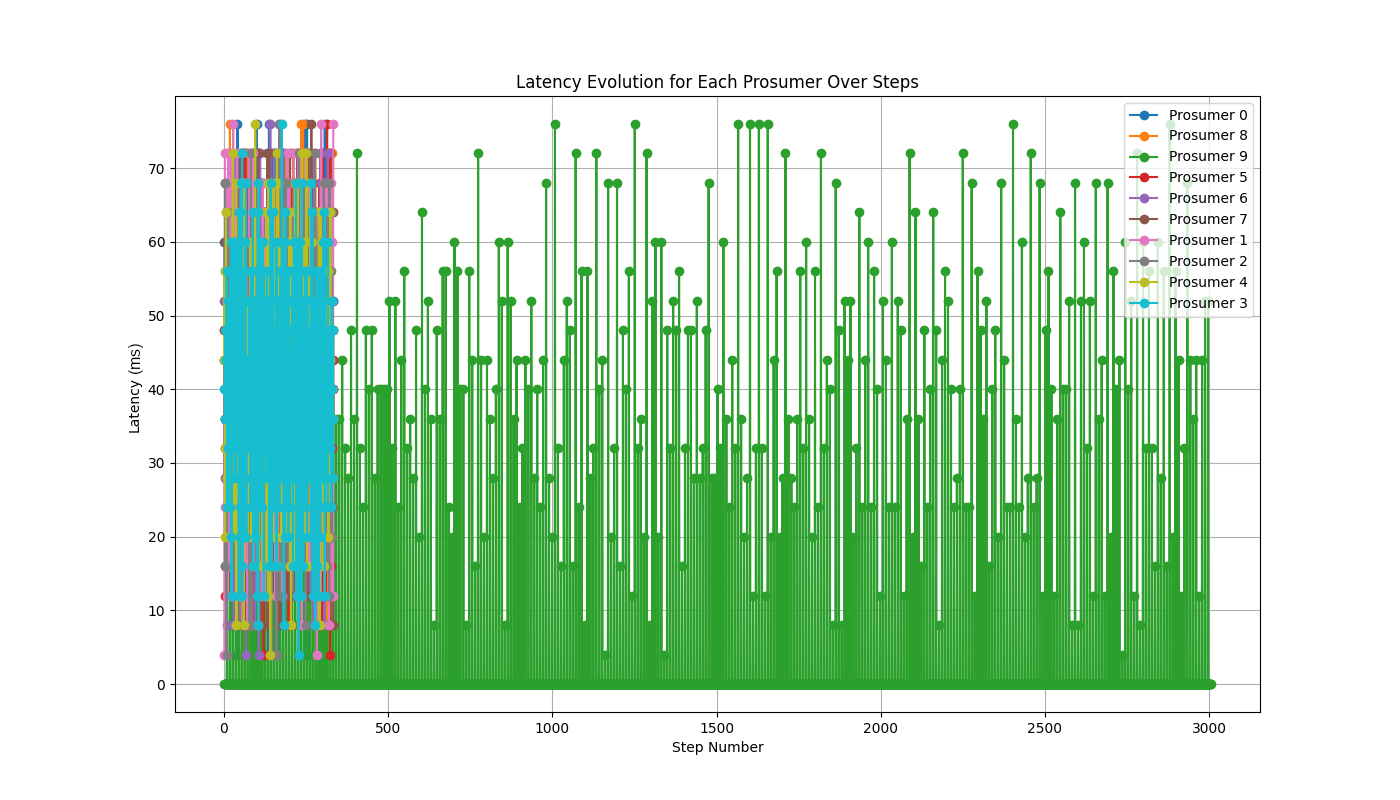 Latency Evolution for Each Prosumer Over Steps
Latency (ms)
70
60
50
40
30
20
10
0
0 500 1000 1500 2000 2500 3000
Step Number
Prosumer 0
Prosumer 8
Prosumer 9
Prosumer 5
Prosumer 6
Prosumer 7
Prosumer 1
Prosumer 2
Prosumer 4
Prosumer 3